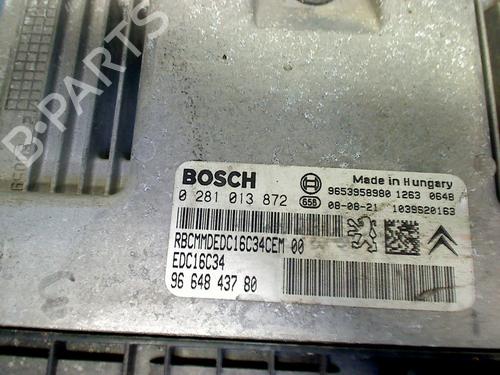 B-PARTS
BOSCH
Made in Hungary
9653958980 1263 0648
0 281 013 872 658 08-08-21 1039S20163
RBCMMDEDC16C34CEM 00
EDC16C34
96 648 437 80